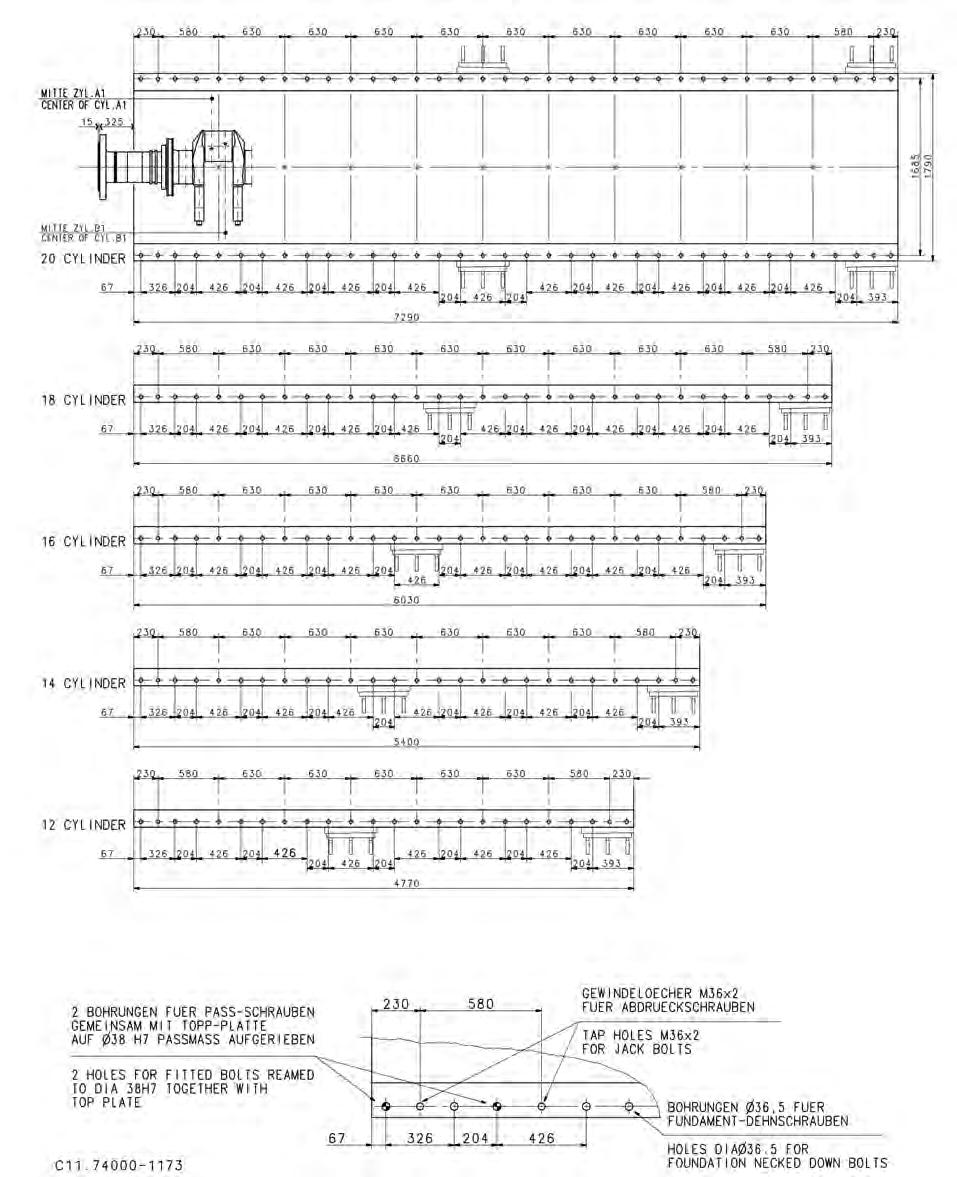 230 580 630 630 630 630 630 630 630 630 630 580 230
MITTE ZYL.A1
CENTER OF CYL.A1
15 325
1685
1790
MITTE ZYL.B1
CENTER OF CYL.B1
20 CYLINDER
67 326 204 426 204 426 204 426 204 426 204 426 204 426 204 426 204 426 204 426 204 393
7290
230 580 630 630 630 630 630 630 630 630 580 230
18 CYLINDER
67 326 204 426 204 426 204 426 204 426 204 426 204 426 204 426 204 426 204 393
6660
230 580 630 630 630 630 630 630 630 580 230
16 CYLINDER
67 326 204 426 204 426 204 426 204 426 204 426 204 426 204 426 204 393
6030
230 580 630 630 630 630 630 630 580 230
14 CYLINDER
67 326 204 426 204 426 204 426 204 426 204 426 204 426 204 393
5400
230 580 630 630 630 630 630 580 230
12 CYLINDER
67 326 204 426 204 426 204 426 204 426 204 426 204 393
4770
2 BOHRUNGEN FUER PASS-SCHRAUBEN
GEMEINSAM MIT TOPP-PLATTE
AUF Ø38 H7 PASSMASS AUFGERIEBEN
2 HOLES FOR FITTED BOLTS REAMED
TO DIA 38H7 TOGETHER WITH
TOP PLATE
230 580
GEWINDELOECHER M36x2
FUER ABDRUECKSCHRAUBEN
TAP HOLES M36x2
FOR JACK BOLTS
BOHRUNGEN Ø36,5 FUER
FUNDAMENT-DEHNSCHRAUBEN
HOLES DIAØ36.5 FOR
FOUNDATION NECKED DOWN BOLTS
67 326 204 426
C11.74000-1173